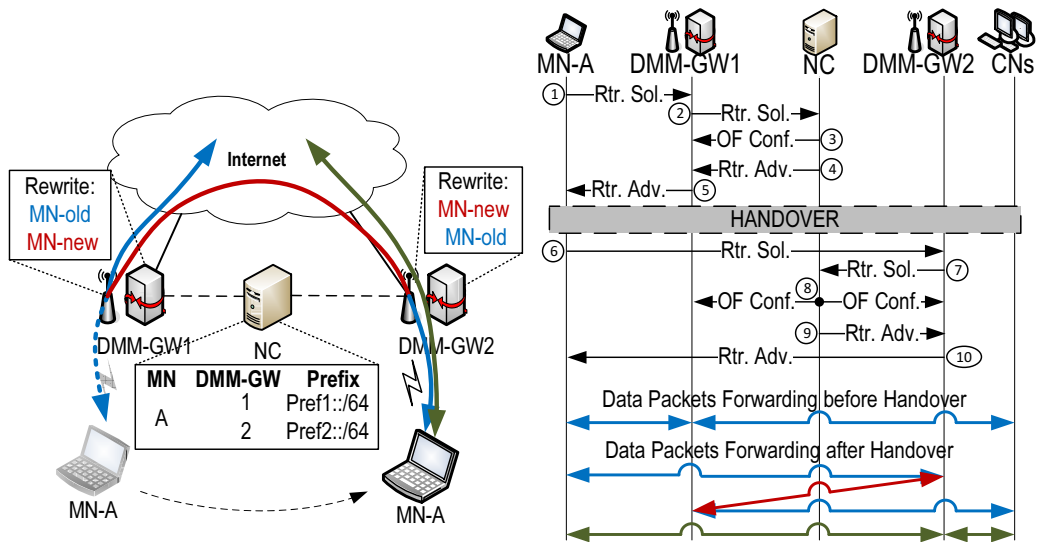 Internet
Rewrite:
MN-old
MN-new
Rewrite:
MN-new
MN-old
DMM-GW1
NC
DMM-GW2
MN DMM-GW Prefix
A
1 Pref1::/64
2 Pref2::/64
MN-A
MN-A
MN-A DMM-GW1 NC DMM-GW2 CNs
1 Rtr. Sol.
2 Rtr. Sol.
OF Conf. 3
Rtr. Adv. 4
Rtr. Adv. 5
HANDOVER
6 Rtr. Sol.
Rtr. Sol. 7
8
OF Conf. OF Conf.
9 Rtr. Adv.
Rtr. Adv. 10
Data Packets Forwarding before Handover
Data Packets Forwarding after Handover